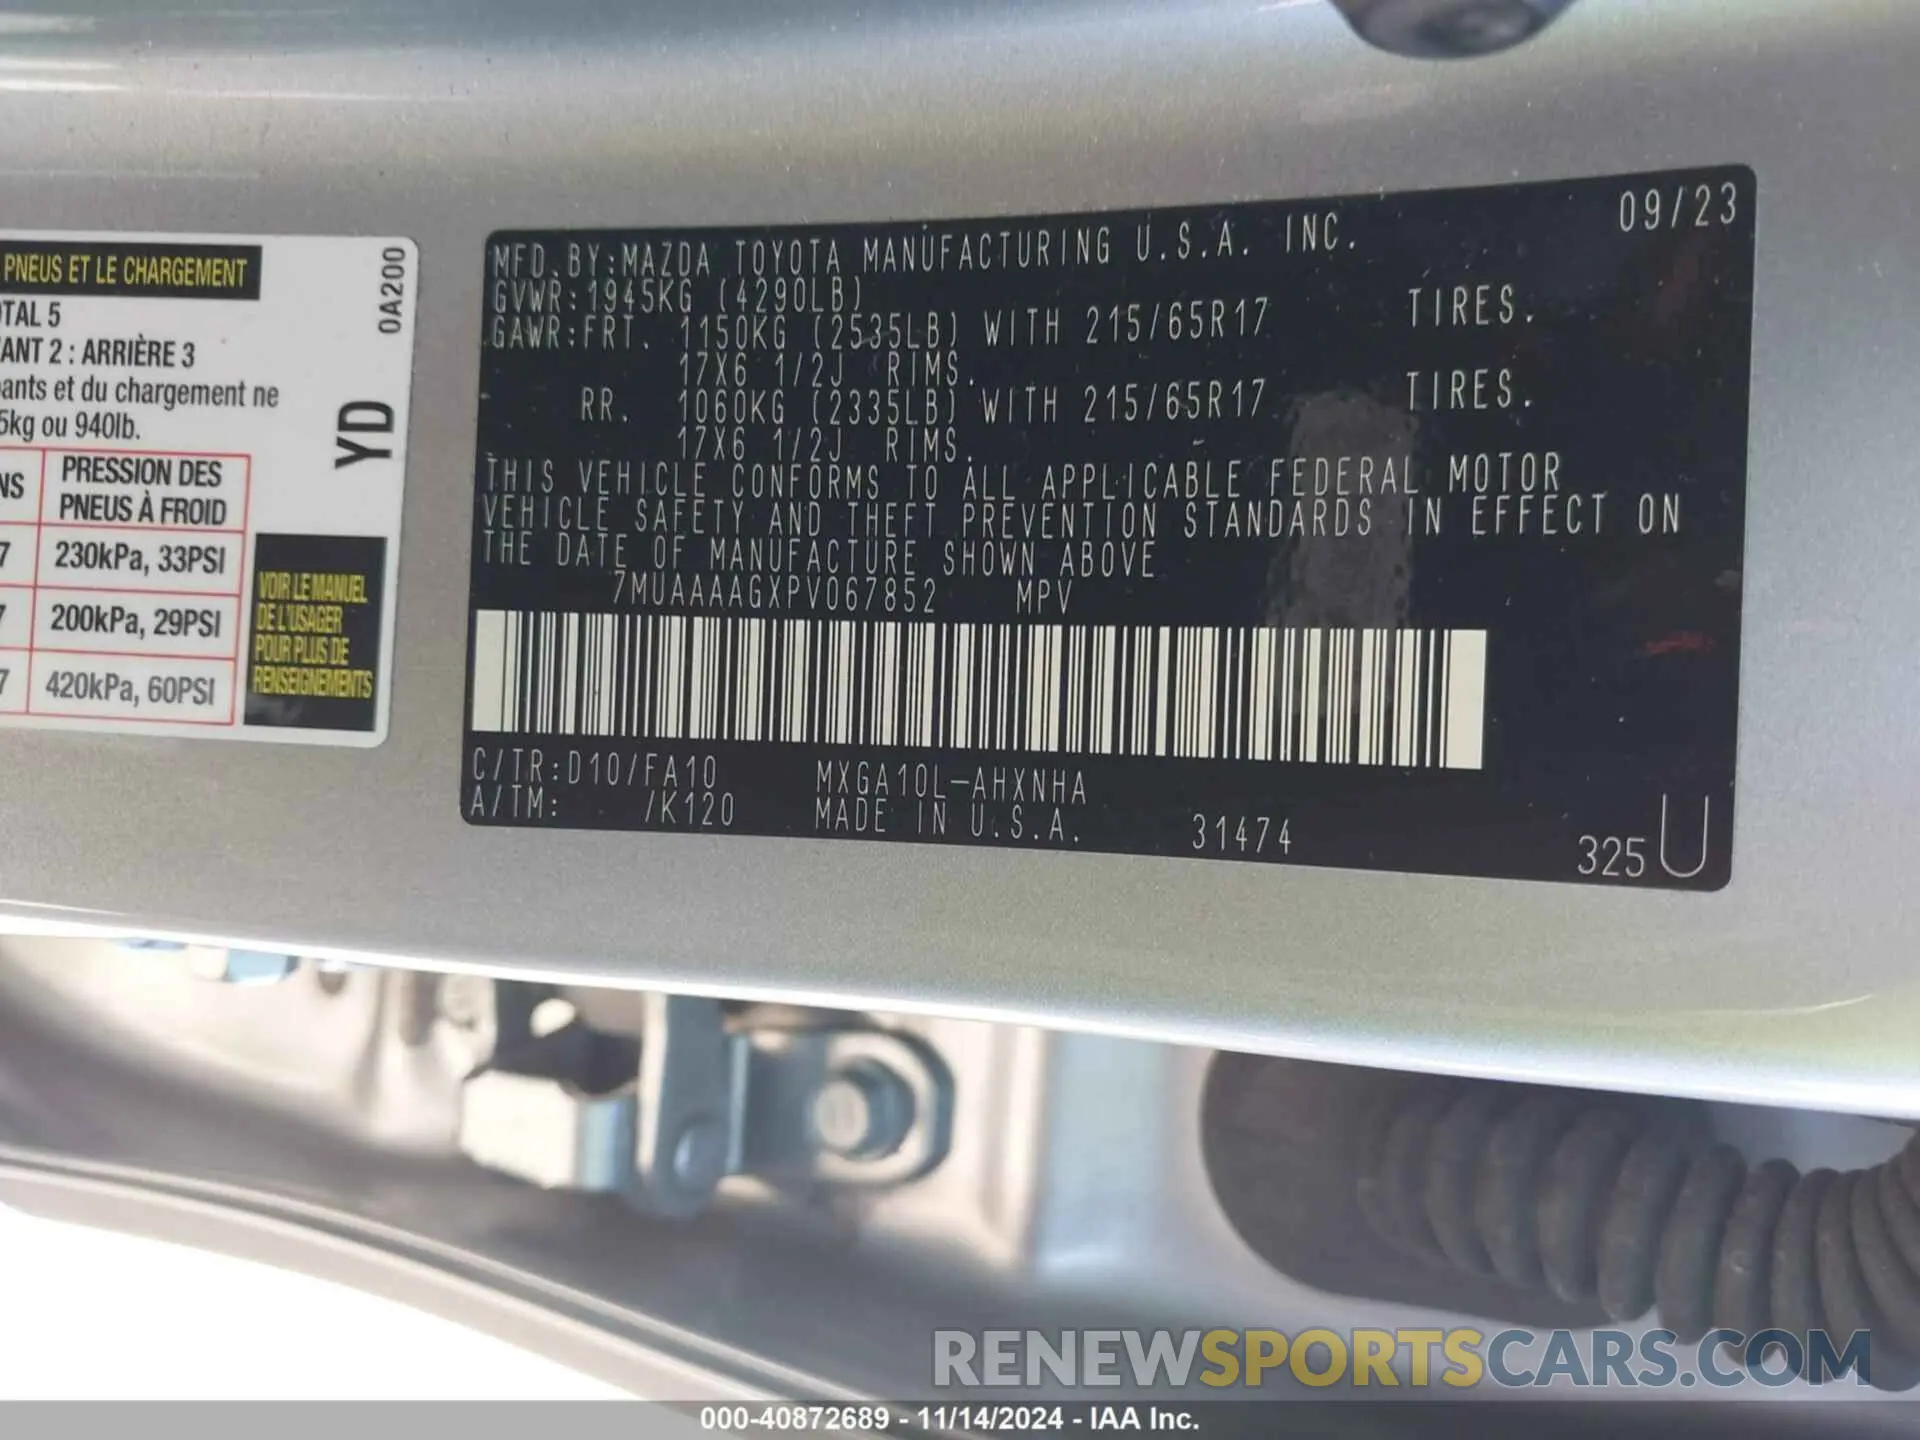 PNEUS ET LE CHARGEMENT
TAL 5
ANT 2 : ARRIÈRE 3
pants et du chargement ne
5kg ou 940lb.
0A200
YD
NS PRESSION DES
PNEUS À FROID
7 230kPa, 33PSI
7 200kPa, 29PSI
7 420kPa, 60PSI
VOIR LE MANUEL
DE L'USAGER
POUR PLUS DE
RENSEIGNEMENTS
09/23
MFD.BY:MAZDA TOYOTA MANUFACTURING U.S.A. INC.
GVWR:1945KG (4290LB)
GAWR:FRT. 1150KG (2535LB) WITH 215/65R17 TIRES.
17X6 1/2J RIMS.
RR. 1060KG (2335LB) WITH 215/65R17 TIRES.
17X6 1/2J RIMS.
THIS VEHICLE CONFORMS TO ALL APPLICABLE FEDERAL MOTOR
VEHICLE SAFETY AND THEFT PREVENTION STANDARDS IN EFFECT ON
THE DATE OF MANUFACTURE SHOWN ABOVE
7MUAAAAGXPV067852 MPV
C/TR:D10/FA10 MXGA10L-AHXNHA
A/TM: /K120 MADE IN U.S.A. 31474
325 U
RENEWSPORTSCARS.COM
000-40872689 - 11/14/2024 - IAA Inc.